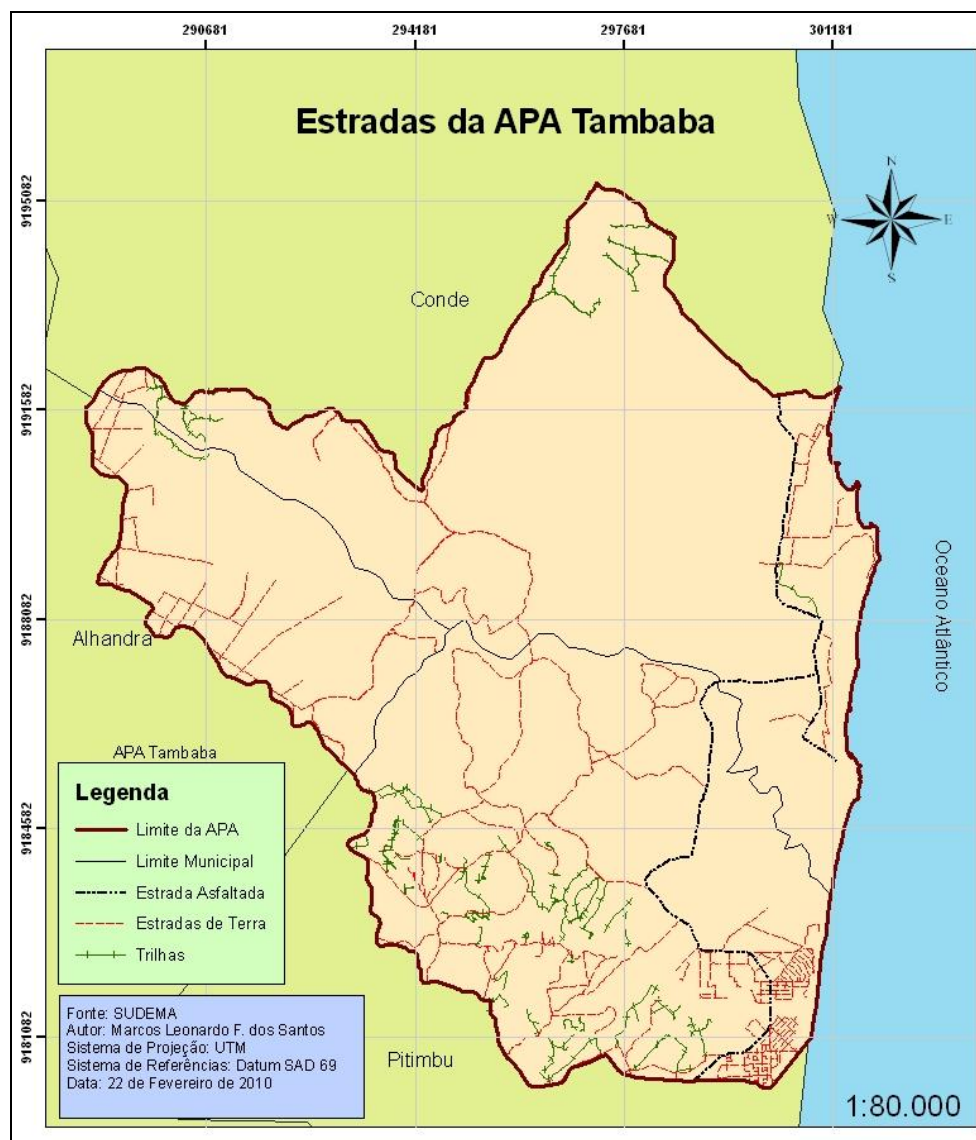 290681 294181 297681 301181
Estradas da APA Tambaba
N
W E
S
9195082
9191582
9188082
9184582
9181082
Conde
Oceano Atlântico
Alhandra
APA Tambaba
Legenda
Limite da APA
Limite Municipal
Estrada Asfaltada
Estradas de Terra
Trilhas
Fonte: SUDEMA
Autor: Marcos Leonardo F. dos Santos
Sistema de Projeção: UTM
Sistema de Referências: Datum SAD 69
Data: 22 de Fevereiro de 2010
Pitimbu
1:80.000